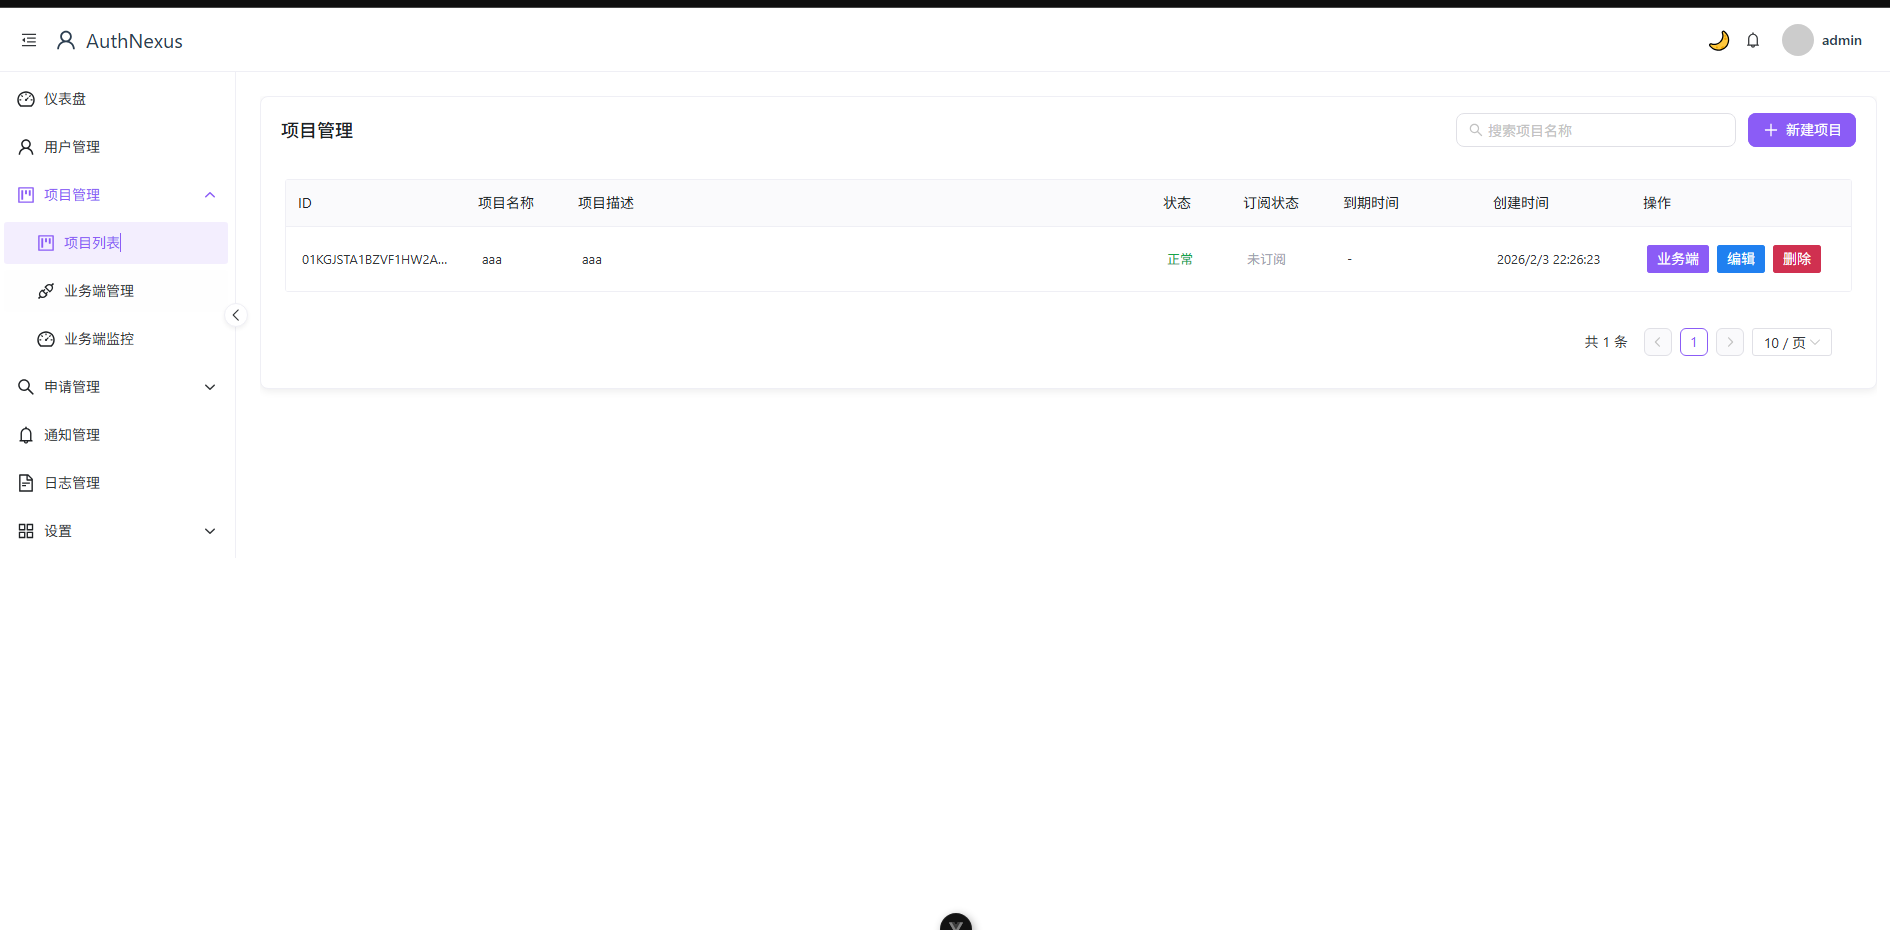 AuthNexus
admin
仪表盘
用户管理
项目管理
项目列表
业务端管理
业务端监控
申请管理
通知管理
日志管理
设置
项目管理
搜索项目名称
新建项目
ID 项目名称 项目描述 状态 订阅状态 到期时间 创建时间 操作
01KGJSTA1BZVF1HW2A... aaa aaa 正常 未订阅 - 2026/2/3 22:26:23 业务端 编辑 删除
共 1 条 1 10 / 页